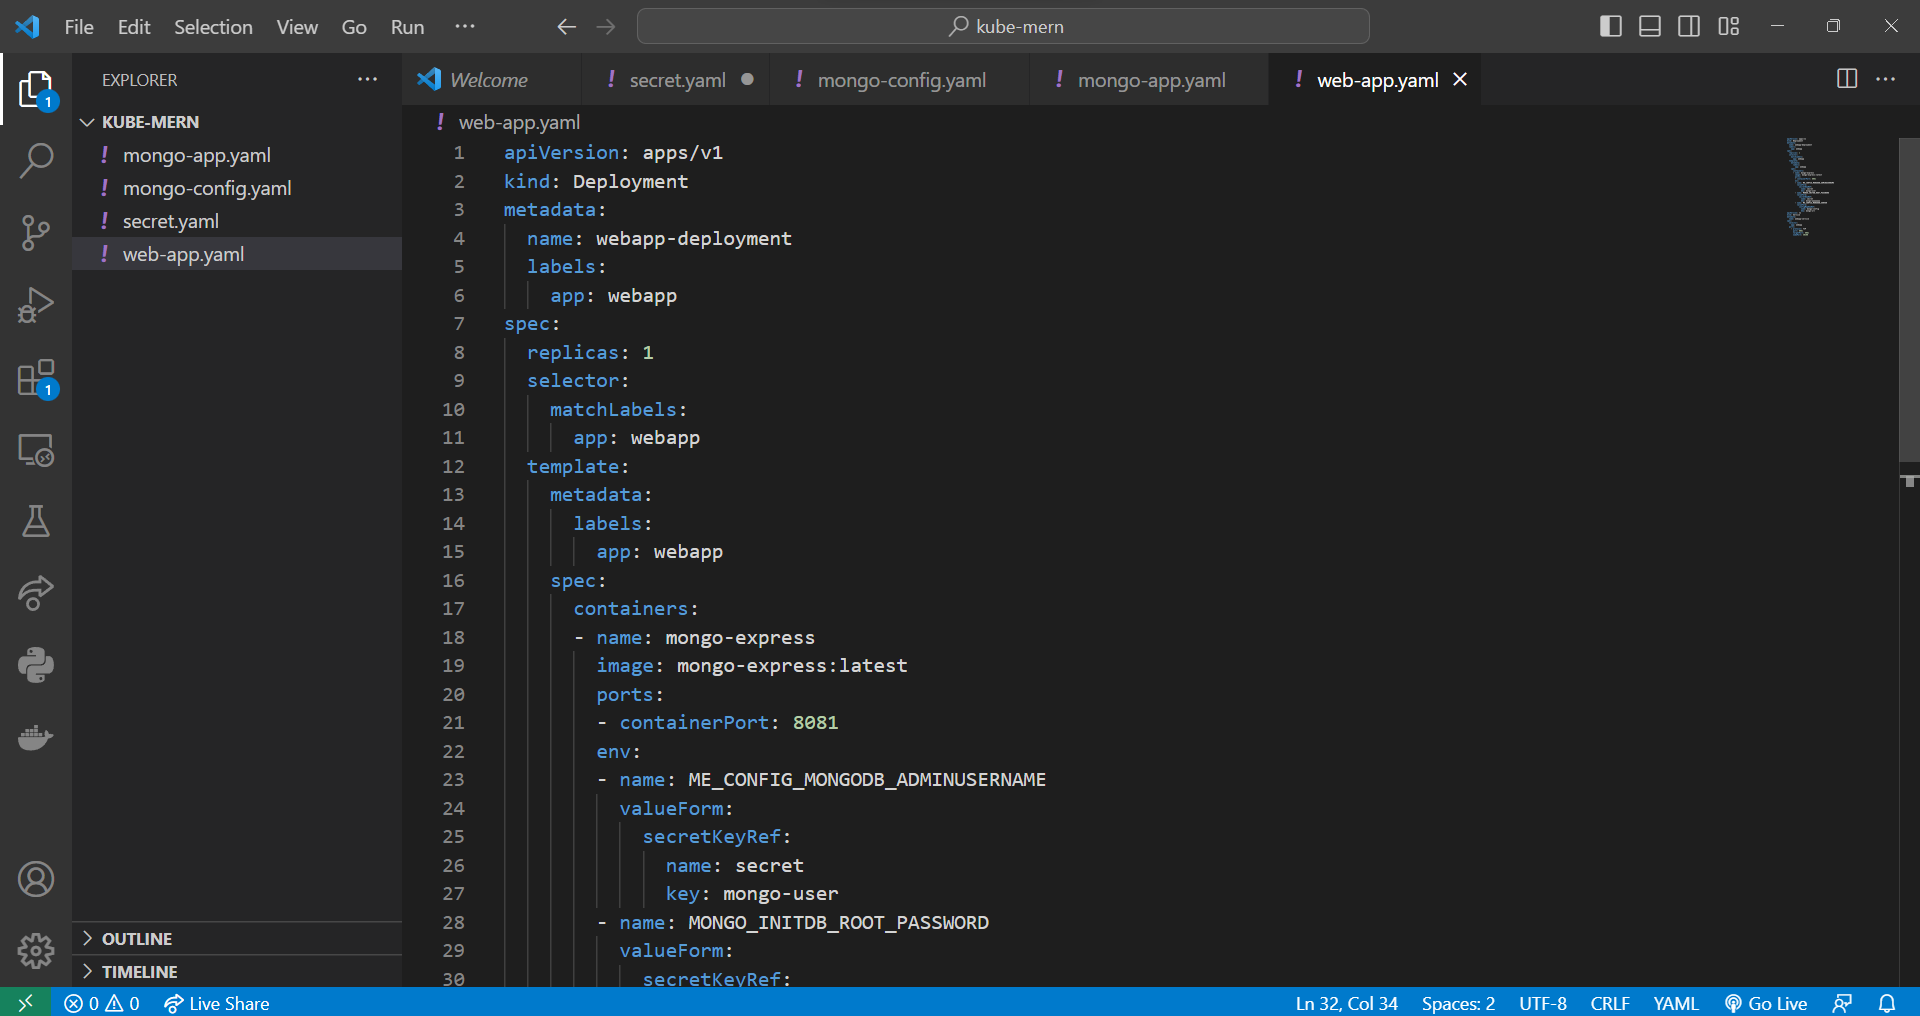 File Edit Selection View Go Run ··· kube-mern
EXPLORER ···
KUBE-MERN
! mongo-app.yaml
! mongo-config.yaml
! secret.yaml
! web-app.yaml
OUTLINE
TIMELINE
1
1
Welcome ! secret.yaml ! mongo-config.yaml ! mongo-app.yaml ! web-app.yaml
! web-app.yaml
1 apiVersion: apps/v1
2 kind: Deployment
3 metadata:
4 name: webapp-deployment
5 labels:
6 app: webapp
7 spec:
8 replicas: 1
9 selector:
10 matchLabels:
11 app: webapp
12 template:
13 metadata:
14 labels:
15 app: webapp
16 spec:
17 containers:
18 - name: mongo-express
19 image: mongo-express:latest
20 ports:
21 - containerPort: 8081
22 env:
23 - name: ME_CONFIG_MONGODB_ADMINUSERNAME
24 valueForm:
25 secretKeyRef:
26 name: secret
27 key: mongo-user
28 - name: MONGO_INITDB_ROOT_PASSWORD
29 valueForm:
30 secretKeyRef:
0 0 Live Share Ln 32, Col 34 Spaces: 2 UTF-8 CRLF YAML Go Live